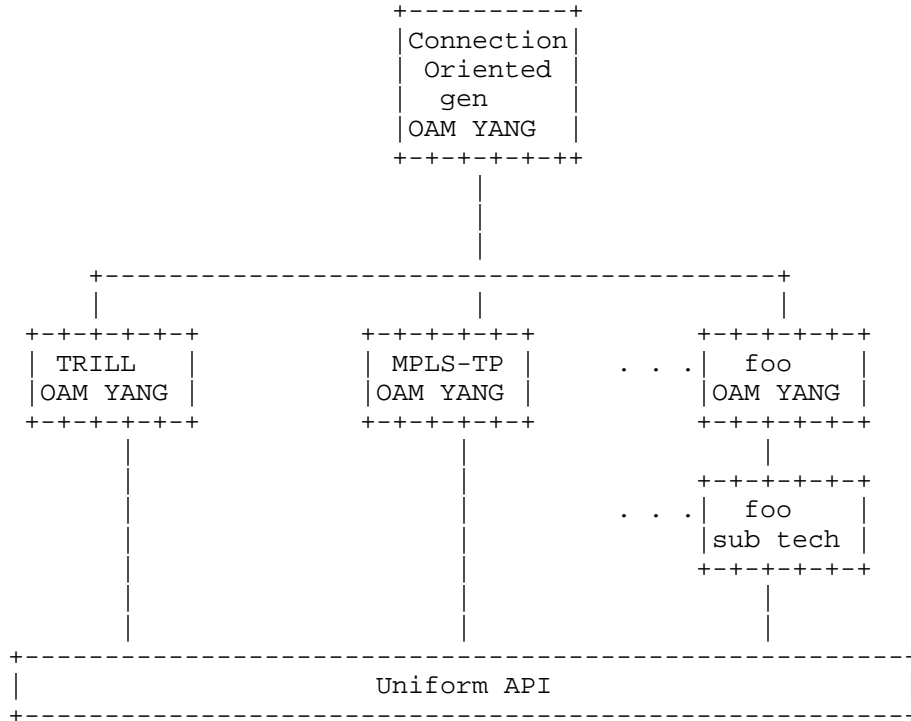 Connection
Oriented
gen
OAM YANG
TRILL MPLS-TP . . . foo
OAM YANG OAM YANG OAM YANG
. . . foo
sub tech
Uniform API